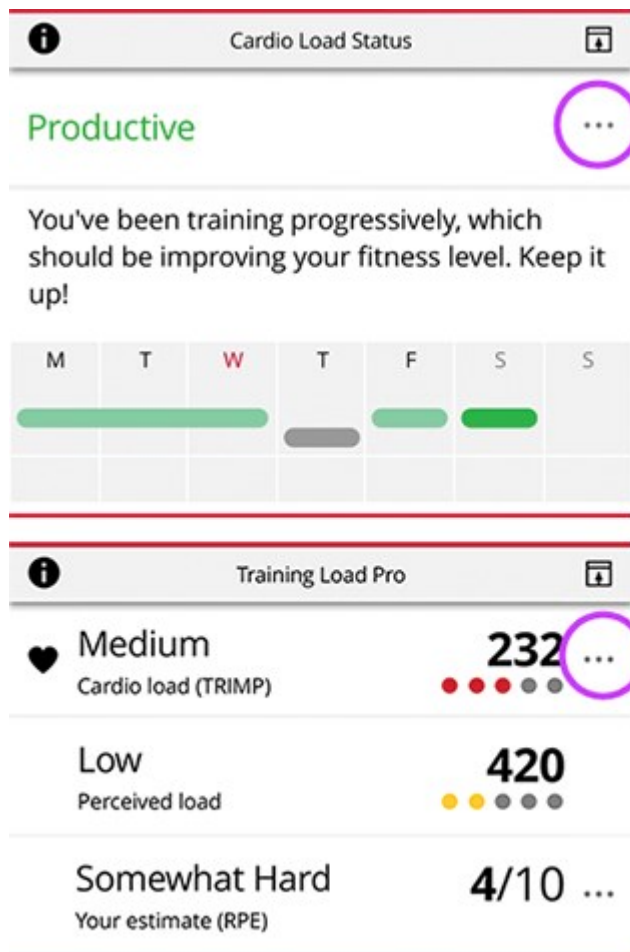 Cardio Load Status
Productive
...
You've been training progressively, which
should be improving your fitness level. Keep it
up!
M T W T F S S
Training Load Pro
Medium 232 ...
Cardio load (TRIMP)
Low 420
Perceived load
Somewhat Hard 4/10 ...
Your estimate (RPE)